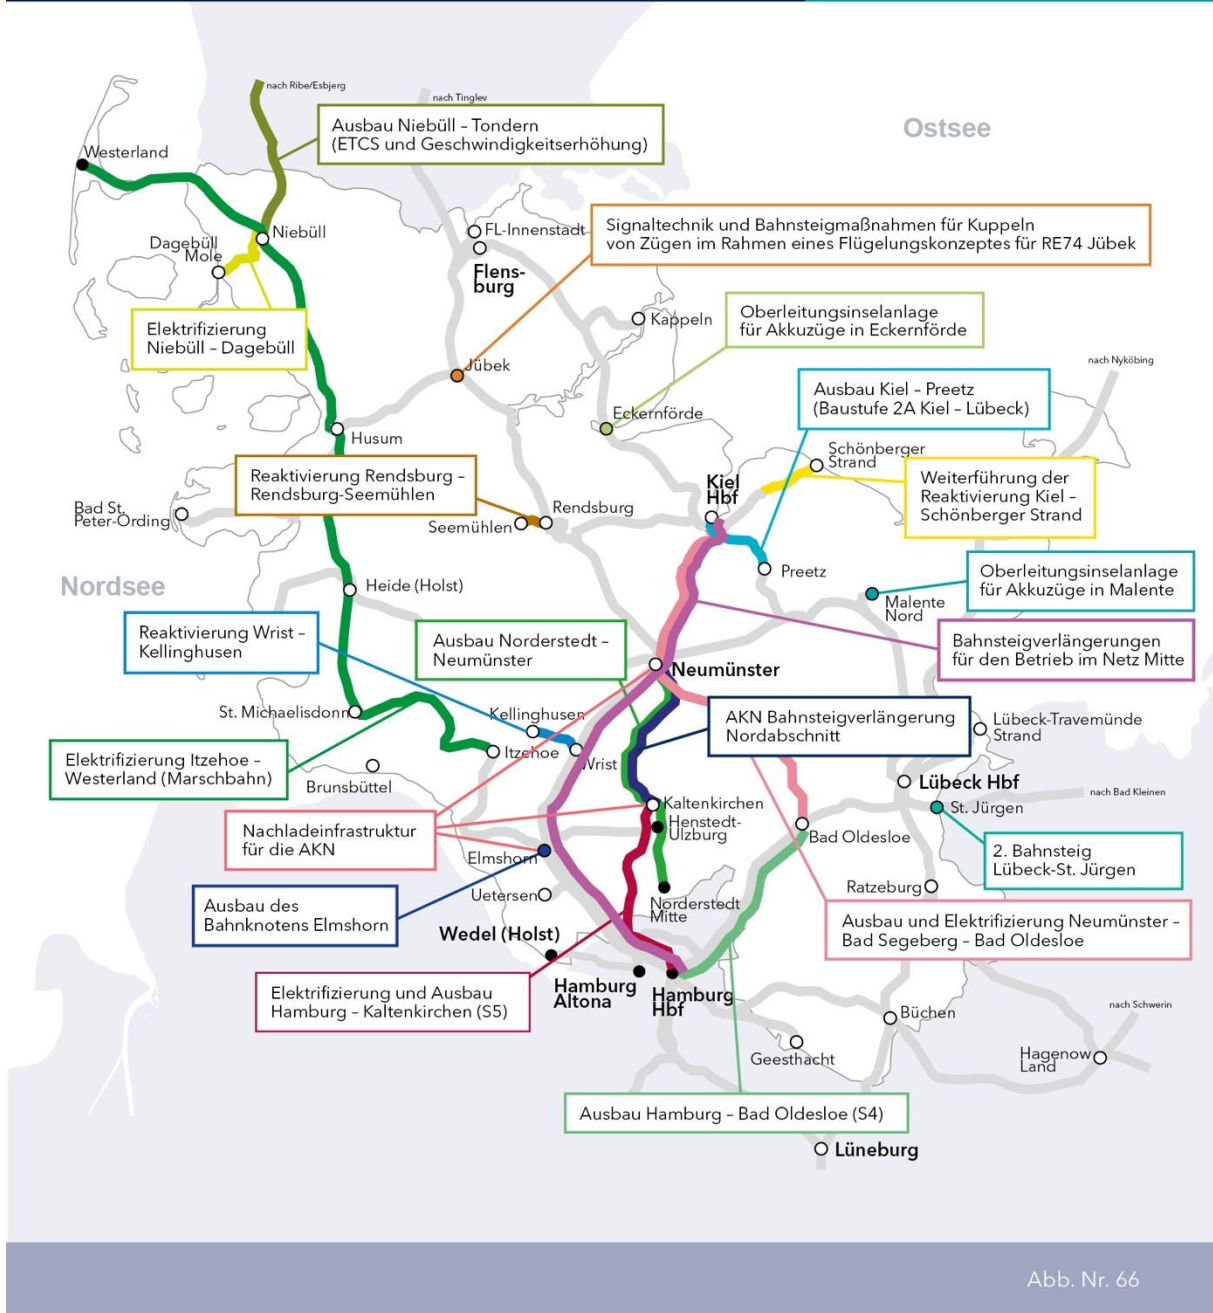 nach Ribe/Esbjerg
nach Tinglev
Ausbau Niebüll – Tondern
(ETCS und Geschwindigkeitserhöhung)
Ostsee
Westerland
Niebüll
Dagebüll
Mole
FL-Innenstadt
Flens-
burg
Signaltechnik und Bahnsteigmaßnahmen für Kuppeln
von Zügen im Rahmen eines Flügelungskonzeptes für RE74 Jübek
Elektrifizierung
Niebüll – Dagebüll
Kappeln
Oberleitungsinselanlage
für Akkuzüge in Eckernförde
Jübek
nach Nyköbing
Ausbau Kiel – Preetz
(Baustufe 2A Kiel – Lübeck)
Eckernförde
Husum
Schönberger
Strand
Reaktivierung Rendsburg –
Rendsburg-Seemühlen
Kiel
Hbf
Weiterführung der
Reaktivierung Kiel –
Schönberger Strand
Bad St.
Peter-Ording
Seemühlen
Rendsburg
Preetz
Nordsee
Heide (Holst)
Oberleitungsinselanlage
für Akkuzüge in Malente
Malente
Nord
Reaktivierung Wrist –
Kellinghusen
Ausbau Norderstedt –
Neumünster
Bahnsteigverlängerungen
für den Betrieb im Netz Mitte
Neumünster
St. Michaelisdonn
Kellinghusen
AKN Bahnsteigverlängerung
Nordabschnitt
Lübeck-Travemünde
Strand
Elektrifizierung Itzehoe –
Westerland (Marschbahn)
Itzehoe
Wrist
Brunsbüttel
Lübeck Hbf
nach Bad Kleinen
Kaltenkirchen
St. Jürgen
Nachladeinfrastruktur
für die AKN
Henstedt-
Ulzburg
Bad Oldesloe
Elmshorn
2. Bahnsteig
Lübeck-St. Jürgen
Uetersen
Ratzeburg
Norderstedt
Mitte
Ausbau des
Bahnknotens Elmshorn
Ausbau und Elektrifizierung Neumünster –
Bad Segeberg – Bad Oldesloe
Wedel (Holst)
Elektrifizierung und Ausbau
Hamburg – Kaltenkirchen (S5)
Hamburg
Altona
Hamburg
Hbf
nach Schwerin
Büchen
Geesthacht
Hagenow
Land
Ausbau Hamburg – Bad Oldesloe (S4)
Lüneburg
Abb. Nr. 66